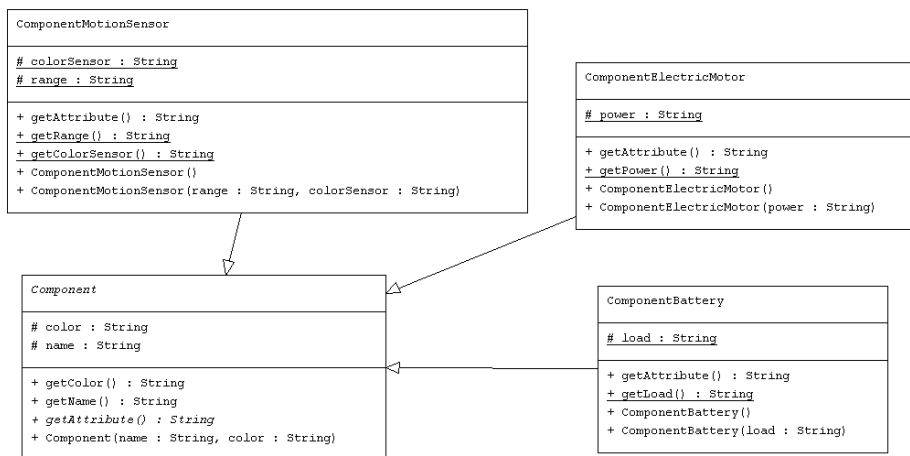 ComponentMotionSensor
# colorSensor : String
# range : String
+ getAttribute() : String
+ getRange() : String
+ getColorSensor() : String
+ ComponentMotionSensor()
+ ComponentMotionSensor(range : String, colorSensor : String)
ComponentElectricMotor
# power : String
+ getAttribute() : String
+ getPower() : String
+ ComponentElectricMotor()
+ ComponentElectricMotor(power : String)
Component
# color : String
# name : String
+ getColor() : String
+ getName() : String
+ getAttribute() : String
+ Component(name : String, color : String)
ComponentBattery
# load : String
+ getAttribute() : String
+ getLoad() : String
+ ComponentBattery()
+ ComponentBattery(load : String)